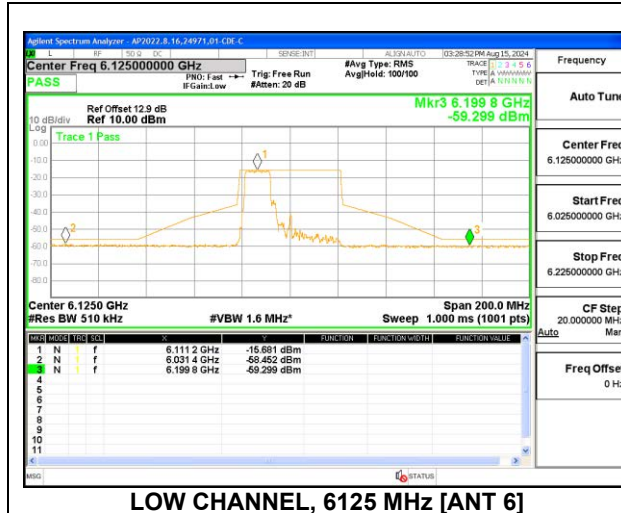 Agilent Spectrum Analyzer - AP2022.8.16,24971,01-CDE-C
L RF 50 Ω DC SENSE:INT ALIGN AUTO 03:28:52 PM Aug 15, 2024
Center Freq 6.125000000 GHz #Avg Type: RMS TRACE 1 2 3 4 5 6
PASS PNO: Fast Trig: Free Run Avg|Hold: 100/100 TYPE A
IFGain:Low #Atten: 20 dB DET A N N N N N
Mkr3 6.199 8 GHz
-59.299 dBm
Ref Offset 12.9 dB
10 dB/div Ref 10.00 dBm
Log
Trace 1 Pass
0.00
-10.0
-20.0
-30.0
-40.0
-50.0
-60.0
-70.0
-80.0
1
2
3
Center 6.1250 GHz Span 200.0 MHz
#Res BW 510 kHz #VBW 1.6 MHz* Sweep 1.000 ms (1001 pts)
MKR MODE TRC SCL X Y FUNCTION FUNCTION WIDTH FUNCTION VALUE
1 N 1 f 6.111 2 GHz -15.681 dBm
2 N 1 f 6.031 4 GHz -58.452 dBm
3 N 1 f 6.199 8 GHz -59.299 dBm
4
5
6
7
8
9
10
11
MSG STATUS
Frequency
Auto Tune
Center Freq
6.125000000 GHz
Start Freq
6.025000000 GHz
Stop Freq
6.225000000 GHz
CF Step
20.000000 MHz
Auto Man
Freq Offset
0 Hz
LOW CHANNEL, 6125 MHz [ANT 6]